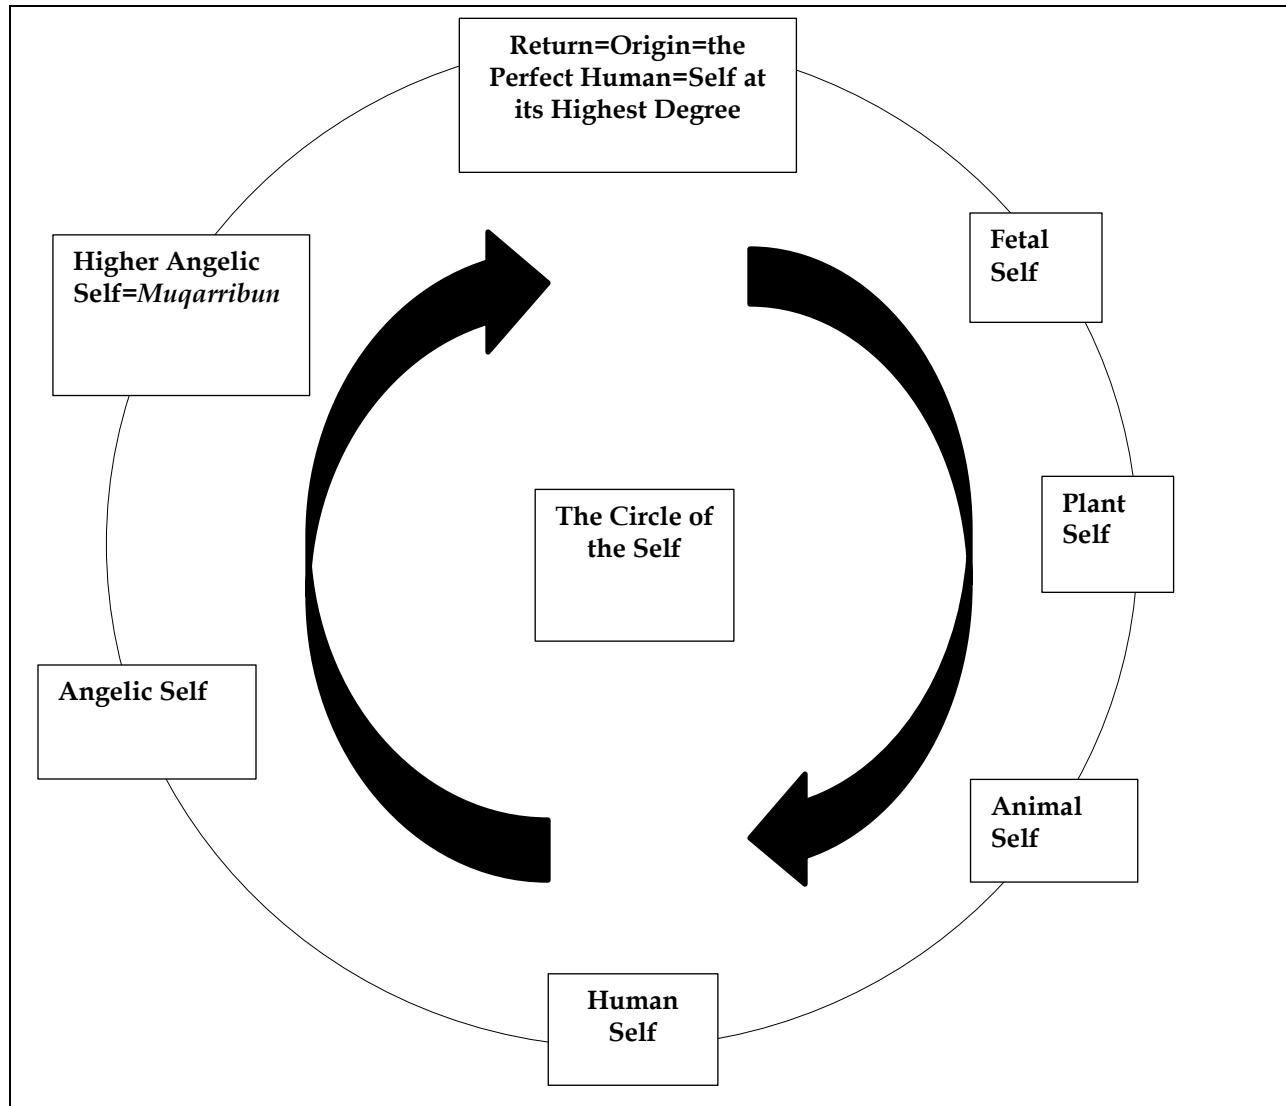 Return=Origin=the
Perfect Human=Self at
its Highest Degree
Fetal
Self
Higher Angelic
Self=Muqarribun
Plant
Self
The Circle of
the Self
Angelic Self
Animal
Self
Human
Self